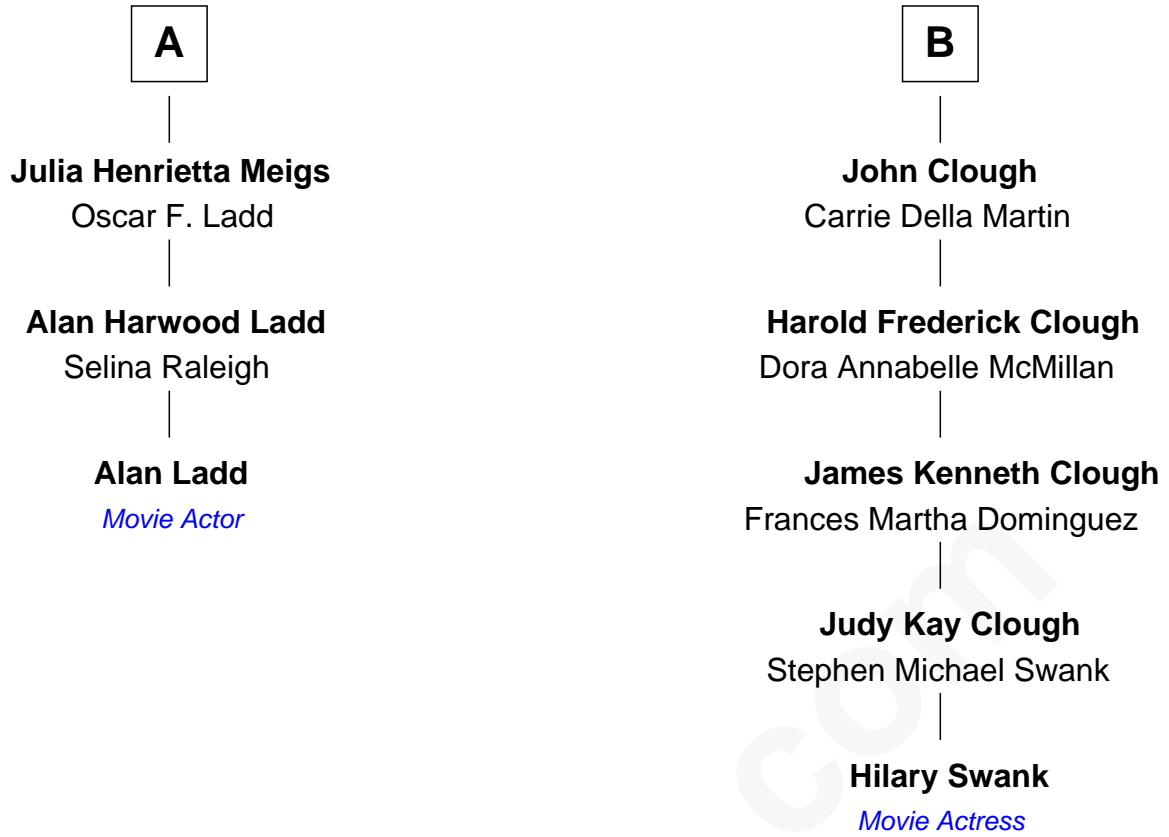 A
Julia Henrietta Meigs
Oscar F. Ladd
Alan Harwood Ladd
Selina Raleigh
Alan Ladd
Movie Actor
B
John Clough
Carrie Della Martin
Harold Frederick Clough
Dora Annabelle McMillan
James Kenneth Clough
Frances Martha Dominguez
Judy Kay Clough
Stephen Michael Swank
Hilary Swank
Movie Actress
com